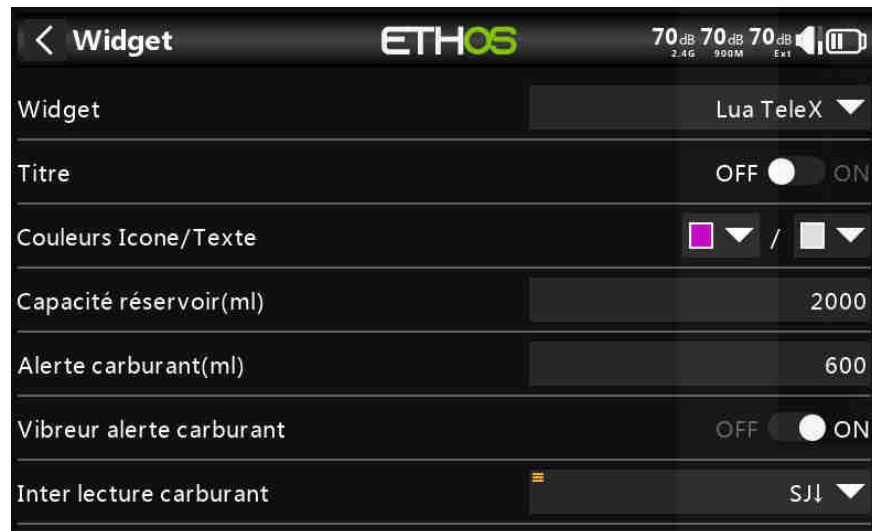 Widget ETHOS 70dB 70dB 70dB
2.4G 900M Ext
Widget Lua TeleX
Titre OFF ON
Couleurs Icone/Texte /
Capacité réservoir(ml) 2000
Alerte carburant(ml) 600
Vibreur alerte carburant OFF ON
Inter lecture carburant SJ↓